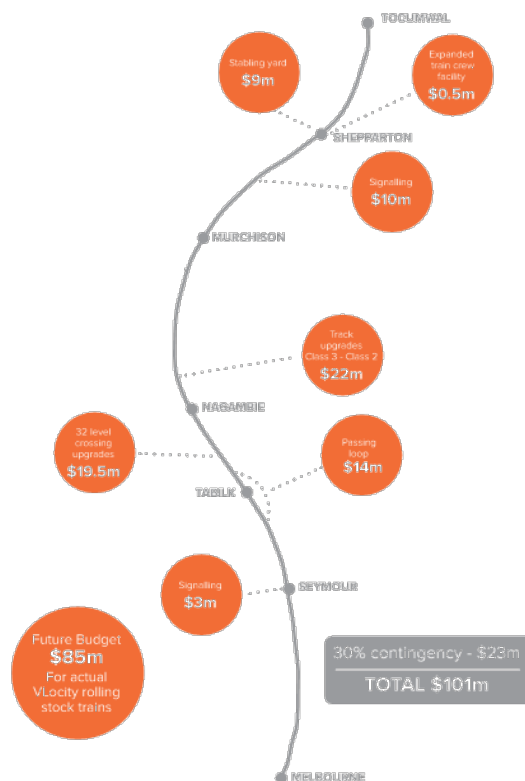 TOCUMWAL
Stabling yard
$9m
Expanded
train crew
facility
$0.5m
SHEPPARTON
Signalling
$10m
MURCHISON
Track
upgrades
Class 3 - Class 2
$22m
NAGAMBIE
32 level
crossing
upgrades
$19.5m
Passing
loop
$14m
TABILK
Signalling
$3m
SEYMOUR
Future Budget
$85m
For actual
VLocity rolling
stock trains
30% contingency - $23m
TOTAL $101m
MELBOURNE